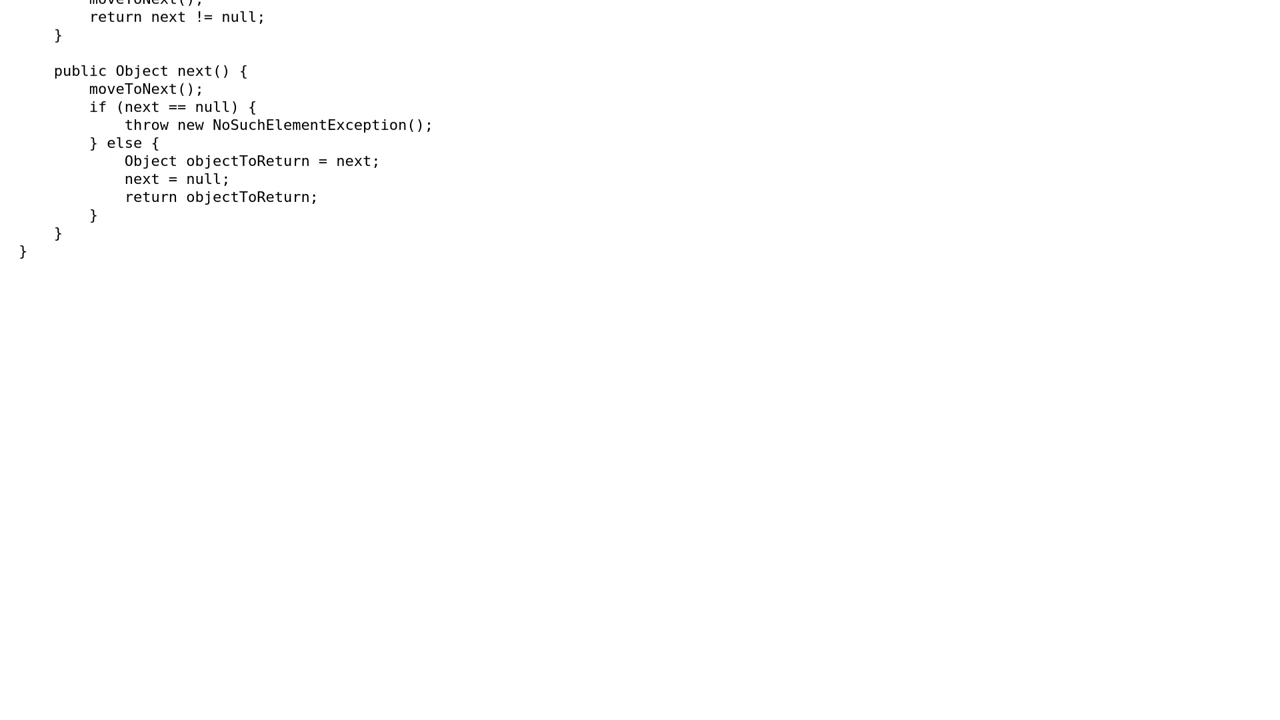 moveToNext();
return next != null;
}
public Object next() {
moveToNext();
if (next == null) {
throw new NoSuchElementException();
} else {
Object objectToReturn = next;
next = null;
return objectToReturn;
}
}
}